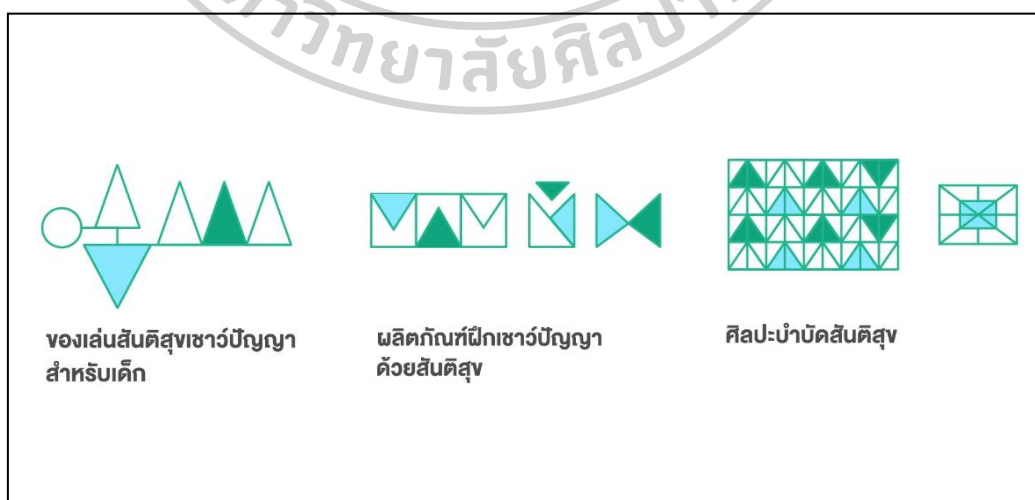 หาวิทยาลัยศิลป
ของเล่นสันติสุขเชาว์ปัญญา
สำหรับเด็ก
ผลิตภัณฑ์ฝึกเชาว์ปัญญา
ด้วยสันติสุข
ศิลปะบำบัดสันติสุข